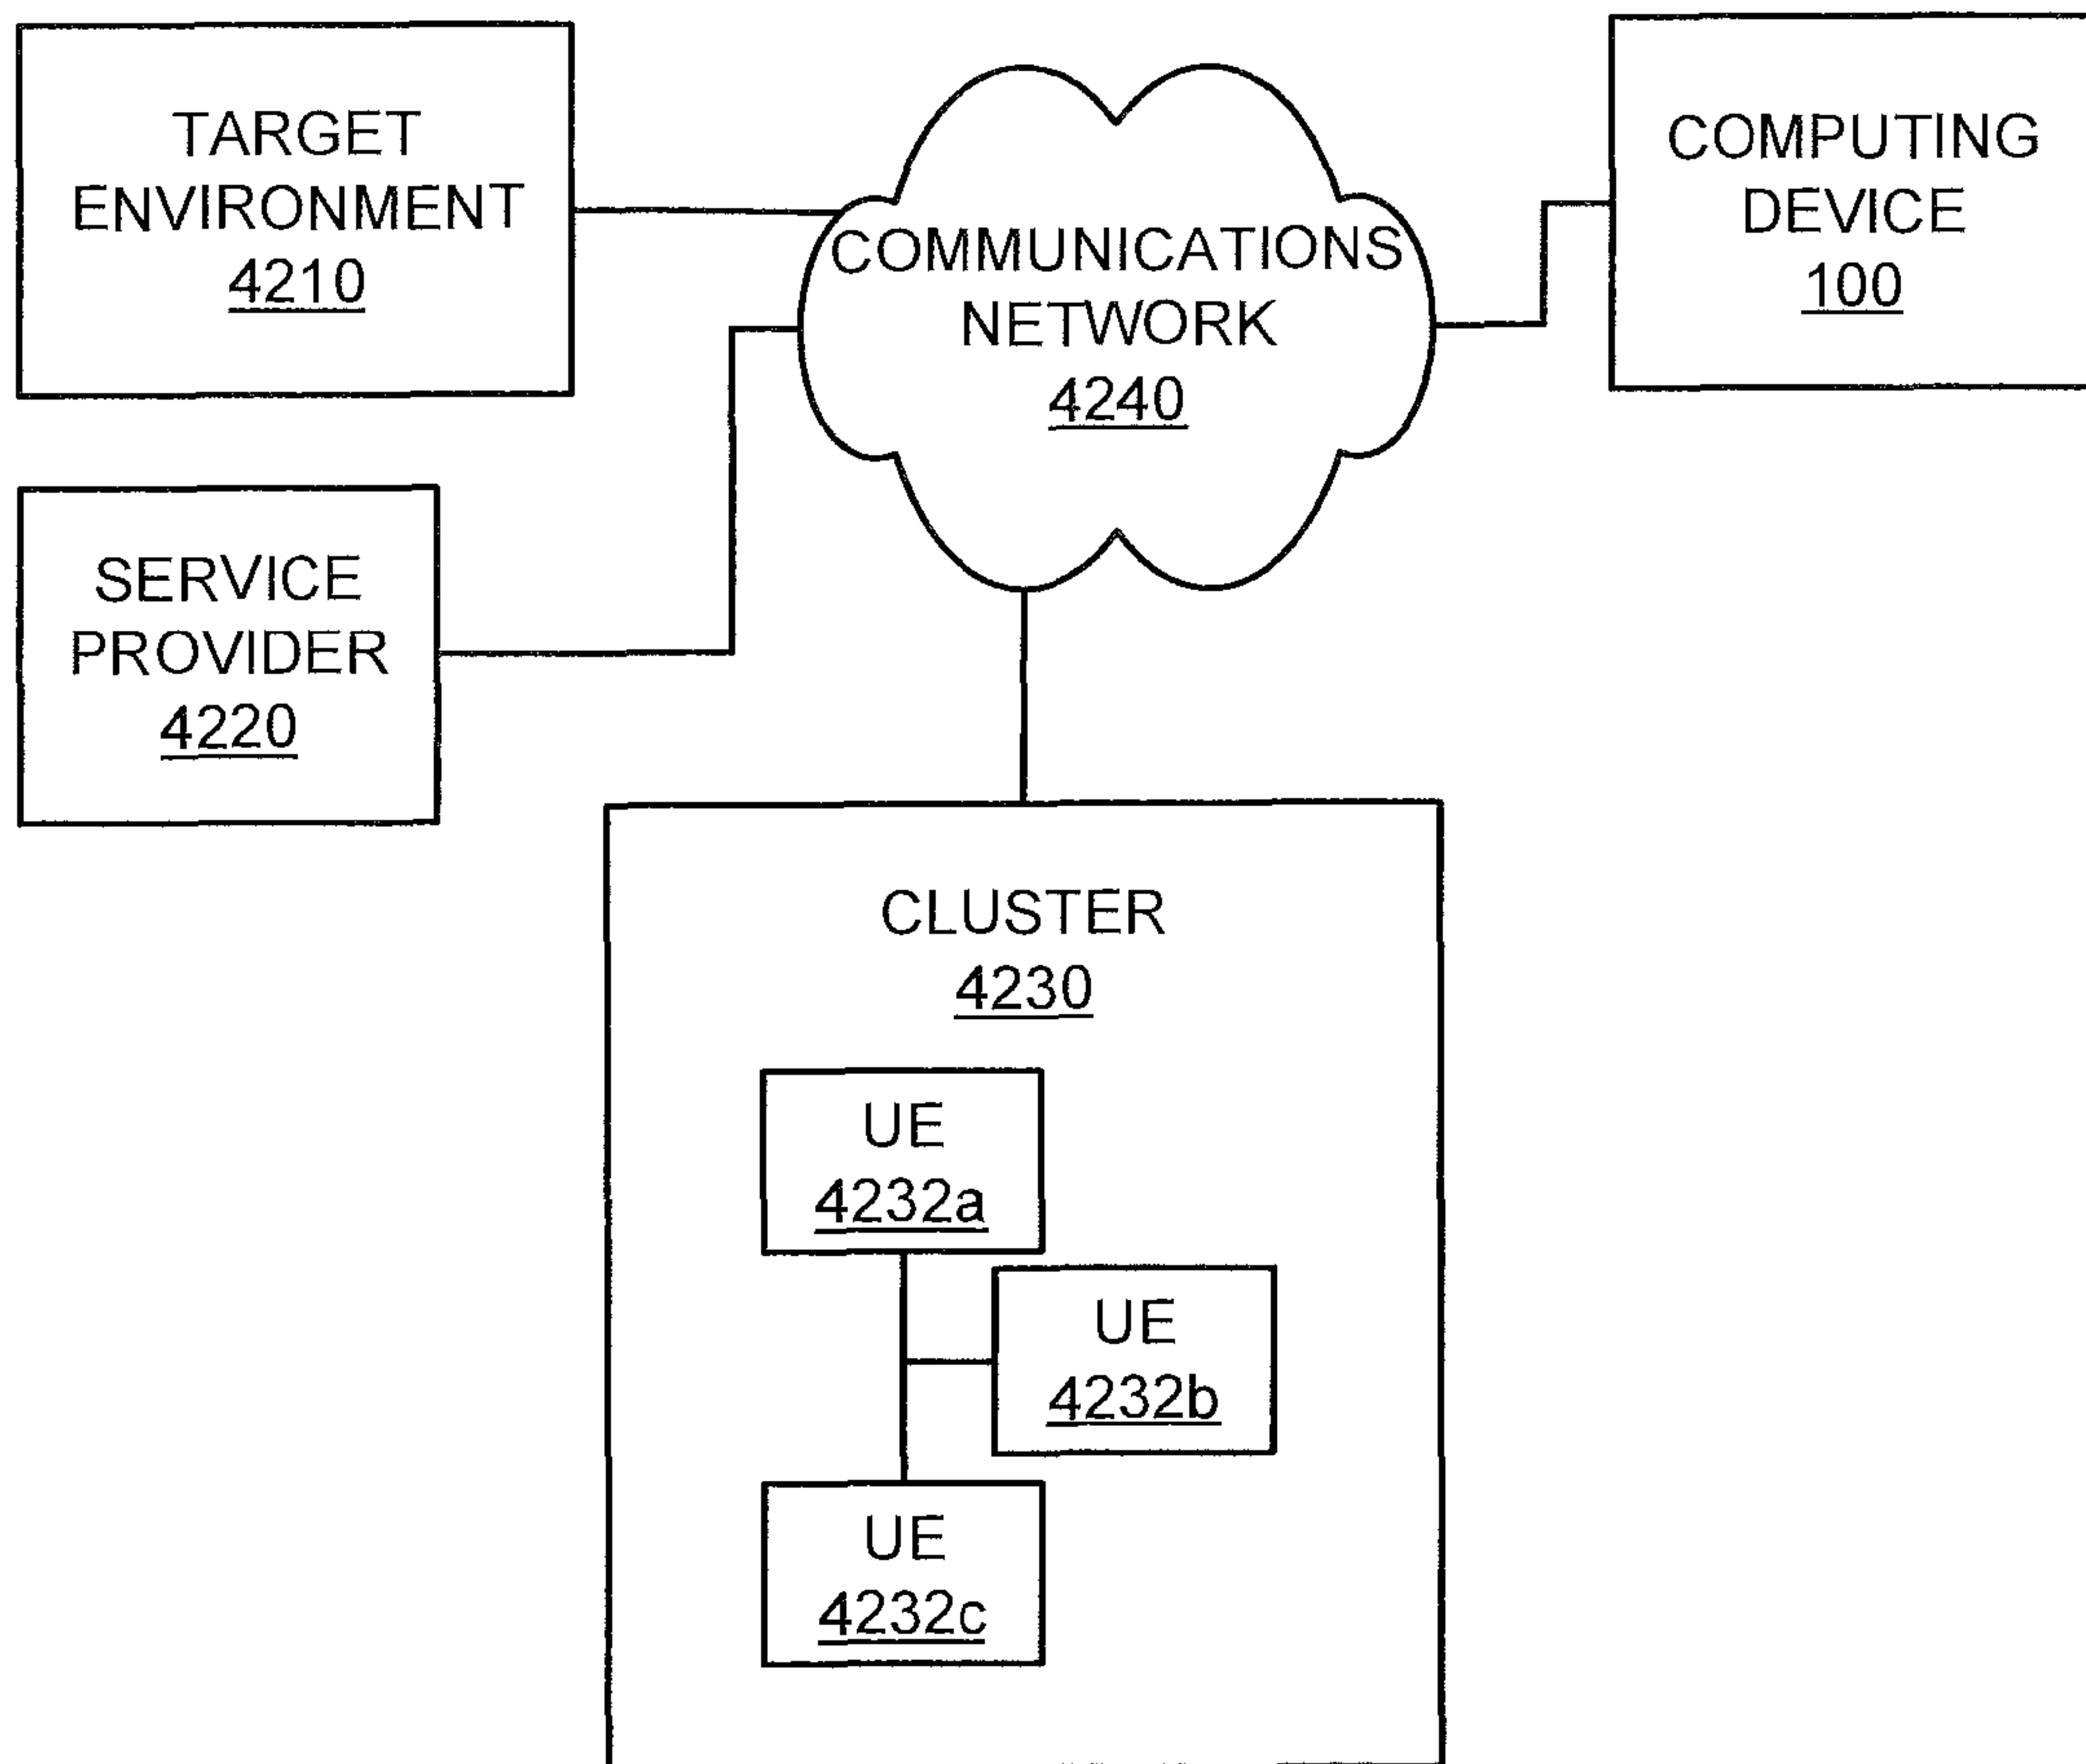 TARGET
ENVIRONMENT
4210
COMMUNICATIONS
NETWORK
4240
COMPUTING
DEVICE
100
SERVICE
PROVIDER
4220
CLUSTER
4230
UE
4232a
UE
4232b
UE
4232c